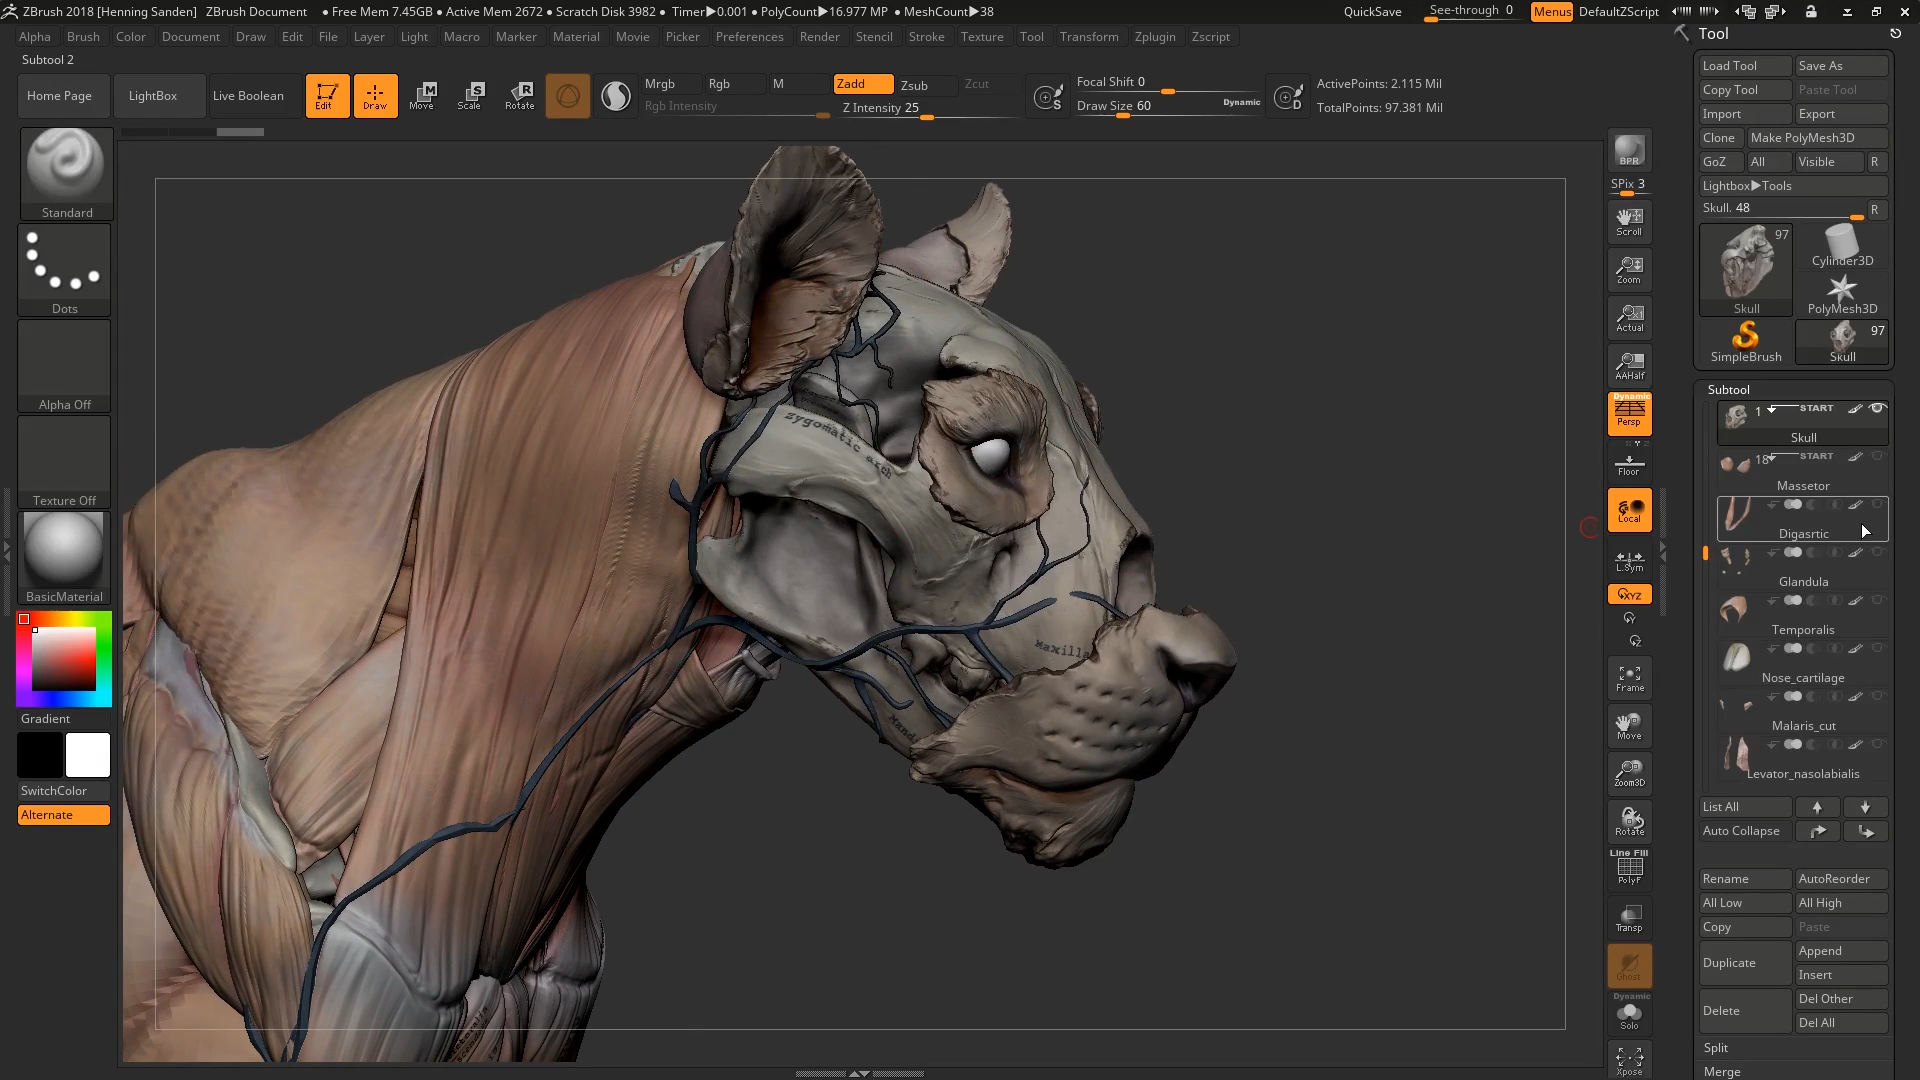 ZBrush 2018 [Henning Sanden] ZBrush Document • Free Mem 7.45GB • Active Mem 2672 • Scratch Disk 3982 • Timer▶0.001 • PolyCount▶16.977 MP • MeshCount▶38 QuickSave See-through 0 Menus DefaultZScript
Alpha Brush Color Document Draw Edit File Layer Light Macro Marker Material Movie Picker Preferences Render Stencil Stroke Texture Tool Transform Zplugin Zscript
Tool
Subtool 2
Home Page LightBox Live Boolean Edit Draw Move Scale Rotate
Mrgb Rgb M Zadd Zsub Zcut
Rgb Intensity Z Intensity 25
S Focal Shift 0
Draw Size 60 Dynamic D
ActivePoints: 2.115 Mil
TotalPoints: 97.381 Mil
Standard
Dots
Alpha Off
Texture Off
BasicMaterial
Gradient
SwitchColor
Alternate
Zygomatic arch
Maxilla
BPR
SPix 3
Scroll
Zoom
Actual
AAHalf
Dynamic
Persp
Floor
Local
L.Sym
XYZ
Frame
Move
Zoom3D
Rotate
Line Fill
PolyF
Transp
Ghost
Dynamic
Solo
Xpose
Load Tool Save As
Copy Tool Paste Tool
Import Export
Clone Make PolyMesh3D
GoZ All Visible R
Lightbox▶Tools
Skull. 48 R
97
Skull Cylinder3D
PolyMesh3D
SimpleBrush 97 Skull
Subtool
1 START
Skull
18 START
Massetor
Digasrtic
Glandula
Temporalis
Nose_cartilage
Malaris_cut
Levator_nasolabialis
List All
Auto Collapse
Rename AutoReorder
All Low All High
Copy Paste
Duplicate Append
Insert
Delete Del Other
Del All
Split
Merge